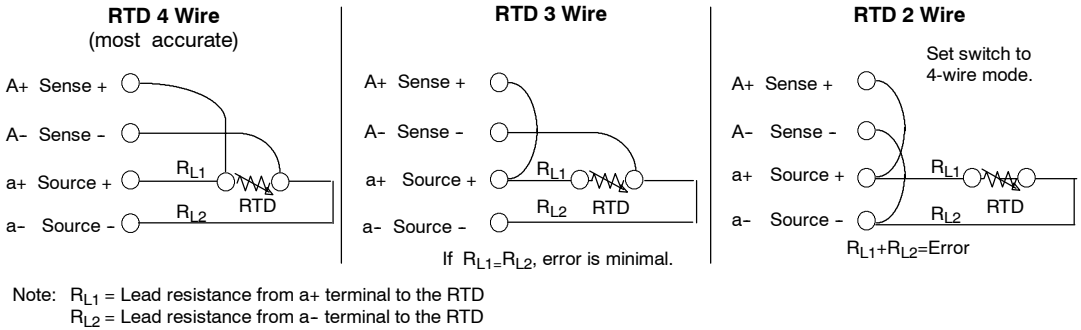 RTD 4 Wire
(most accurate)
A+ Sense +
A- Sense -
a+ Source +
a- Source -
RL1
RTD
RL2
RTD 3 Wire
A+ Sense +
A- Sense -
a+ Source +
a- Source -
RL1
RTD
RL2
If RL1=RL2, error is minimal.
RTD 2 Wire
Set switch to
4-wire mode.
A+ Sense +
A- Sense -
a+ Source +
a- Source -
RL1
RTD
RL2
RL1+RL2=Error
Note: RL1 = Lead resistance from a+ terminal to the RTD
RL2 = Lead resistance from a- terminal to the RTD